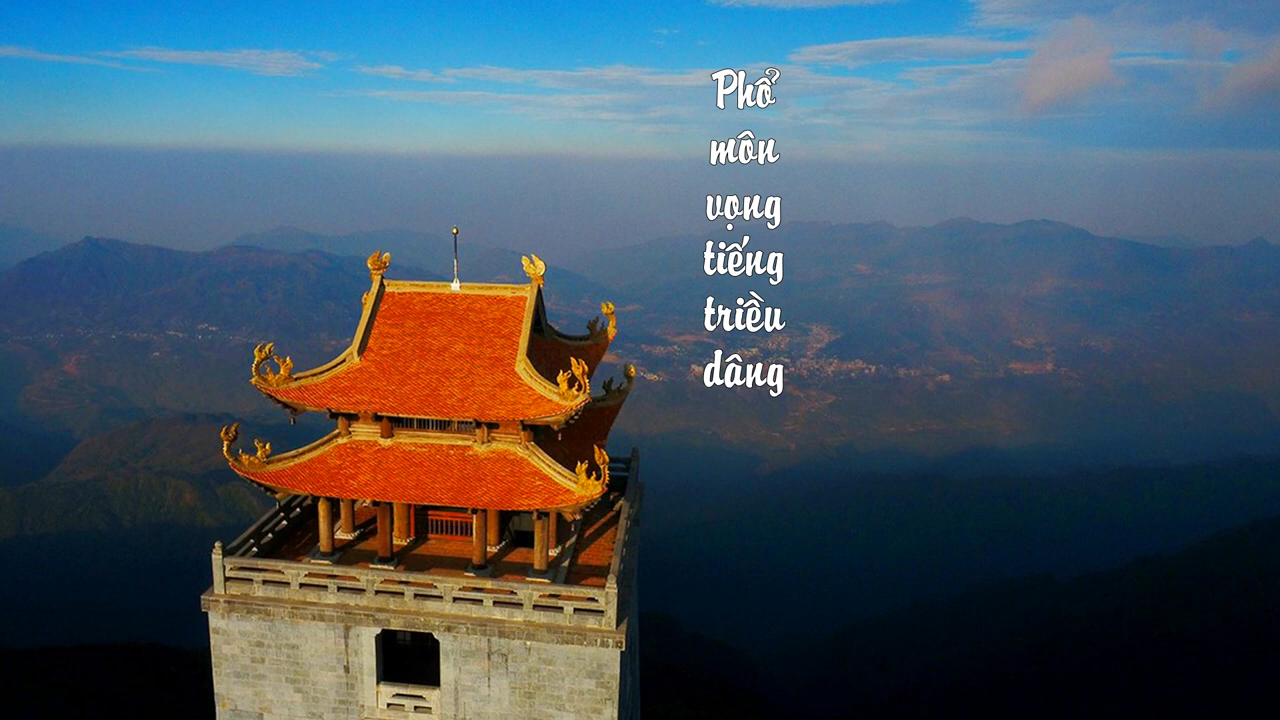 Phổ
môn
vọng
tiếng
triều
dâng